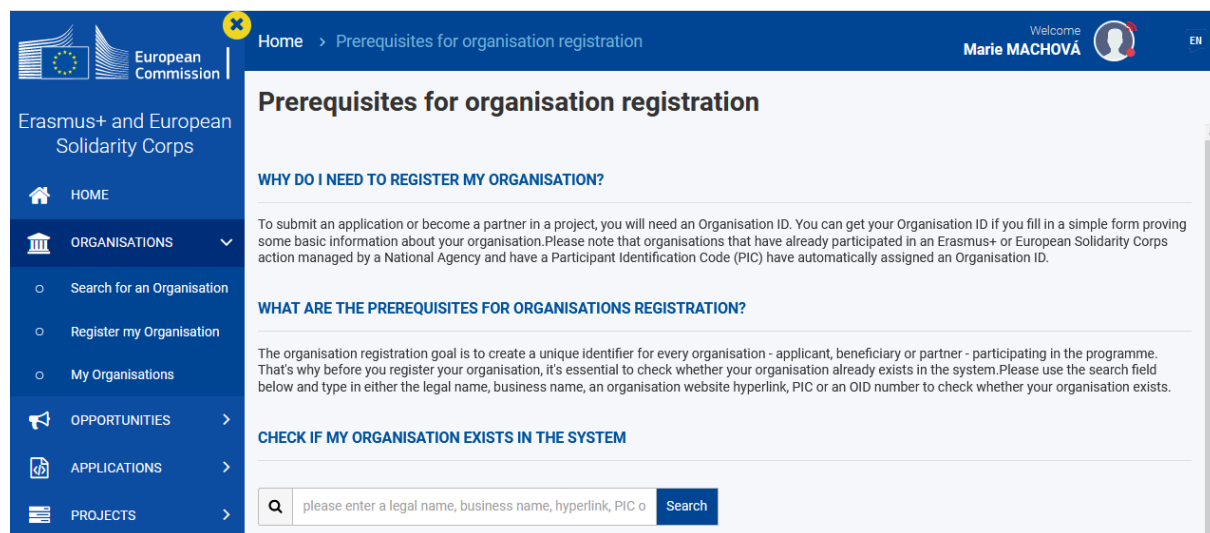 European
Commission
Home > Prerequisites for organisation registration
Welcome
Marie MACHOVÁ
EN
Erasmus+ and European
Solidarity Corps
HOME
ORGANISATIONS
Search for an Organisation
Register my Organisation
My Organisations
OPPORTUNITIES
APPLICATIONS
PROJECTS
Prerequisites for organisation registration
WHY DO I NEED TO REGISTER MY ORGANISATION?
To submit an application or become a partner in a project, you will need an Organisation ID. You can get your Organisation ID if you fill in a simple form proving
some basic information about your organisation.Please note that organisations that have already participated in an Erasmus+ or European Solidarity Corps
action managed by a National Agency and have a Participant Identification Code (PIC) have automatically assigned an Organisation ID.
WHAT ARE THE PREREQUISITES FOR ORGANISATIONS REGISTRATION?
The organisation registration goal is to create a unique identifier for every organisation - applicant, beneficiary or partner - participating in the programme.
That's why before you register your organisation, it's essential to check whether your organisation already exists in the system.Please use the search field
below and type in either the legal name, business name, an organisation website hyperlink, PIC or an OID number to check whether your organisation exists.
CHECK IF MY ORGANISATION EXISTS IN THE SYSTEM
please enter a legal name, business name, hyperlink, PIC o
Search